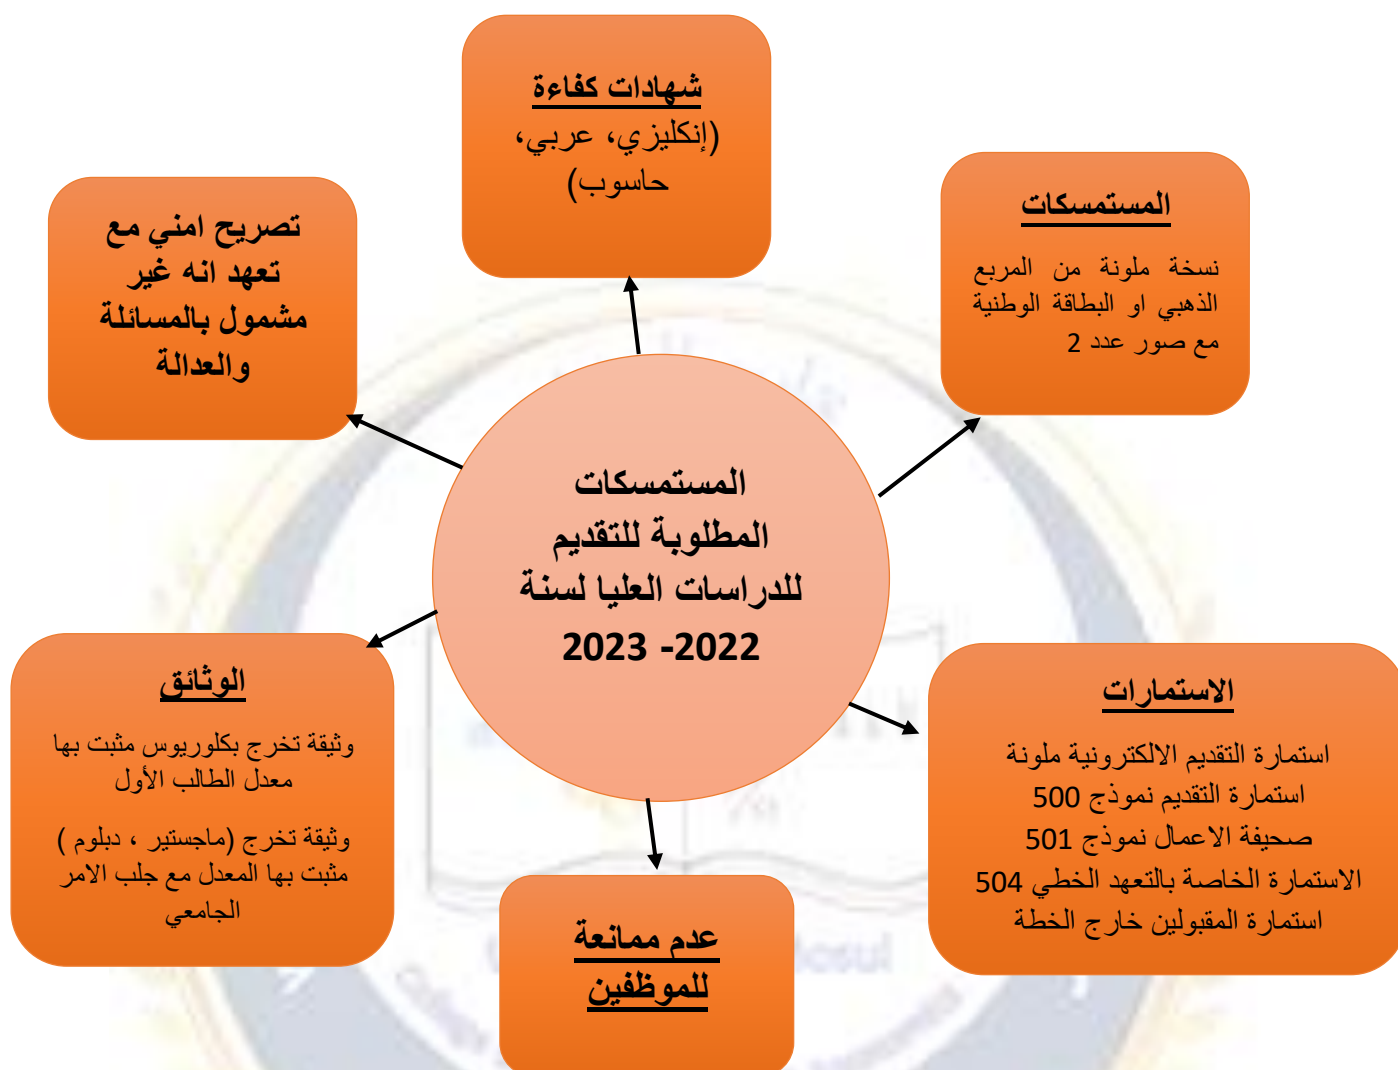 شهادات كفاءة
(إنكليزي، عربي،
حاسوب)
المستمسكات
نسخة ملونة من المربع
الذهبي او البطاقة الوطنية
مع صور عدد 2
تصريح امني مع
تعهد انه غير
مشمول بالمسائلة
والعدالة
المستمسكات
المطلوبة للتقديم
للدراسات العليا لسنة
2022- 2023
الاستمارات
استمارة التقديم الالكترونية ملونة
استمارة التقديم نموذج 500
صحيفة الاعمال نموذج 501
الاستمارة الخاصة بالتعهد الخطي 504
استمارة المقبولين خارج الخطة
الوثائق
وثيقة تخرج بكلوريوس مثبت بها
معدل الطالب الأول
وثيقة تخرج (ماجستير ، دبلوم )
مثبت بها المعدل مع جلب الامر
الجامعي
عدم ممانعة
للموظفين